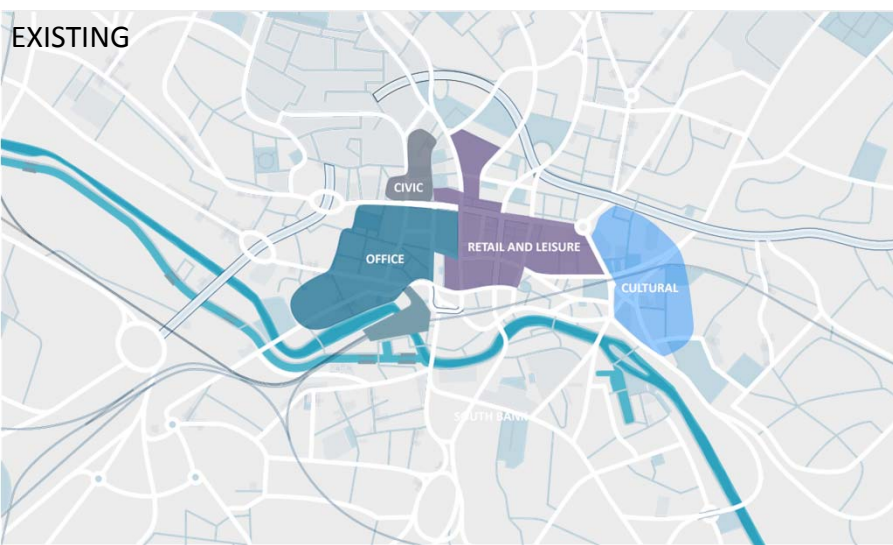 EXISTING
CIVIC
RETAIL AND LEISURE
OFFICE
CULTURAL
SOUTH BANK